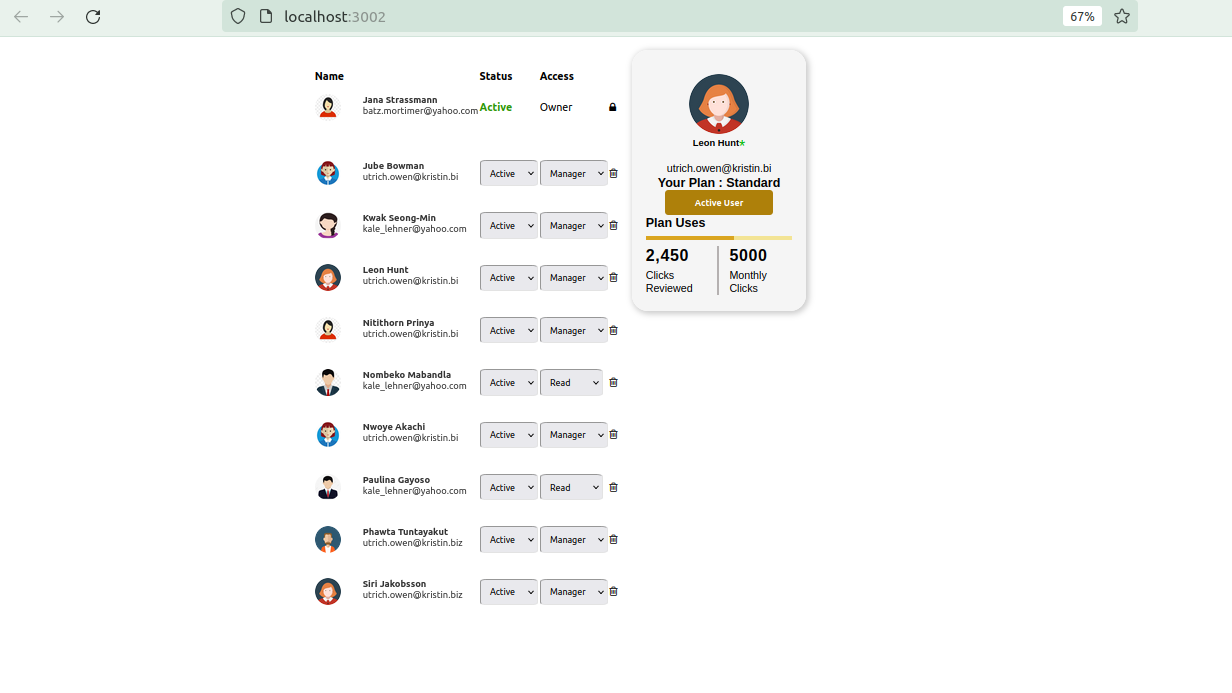 localhost:3002
67%
Name Status Access
Jana Strassmann
batz.mortimer@yahoo.com Active Owner
Jube Bowman
utrich.owen@kristin.bi Active Manager
Kwak Seong-Min
kale_lehner@yahoo.com Active Manager
Leon Hunt
utrich.owen@kristin.bi Active Manager
Nitithorn Prinya
utrich.owen@kristin.bi Active Manager
Nombeko Mabandla
kale_lehner@yahoo.com Active Read
Nwoye Akachi
utrich.owen@kristin.bi Active Manager
Paulina Gayoso
kale_lehner@yahoo.com Active Read
Phawta Tuntayakut
utrich.owen@kristin.biz Active Manager
Siri Jakobsson
utrich.owen@kristin.biz Active Manager
Leon Hunt*
utrich.owen@kristin.bi
Your Plan : Standard
Active User
Plan Uses
2,450 5000
Clicks Monthly
Reviewed Clicks